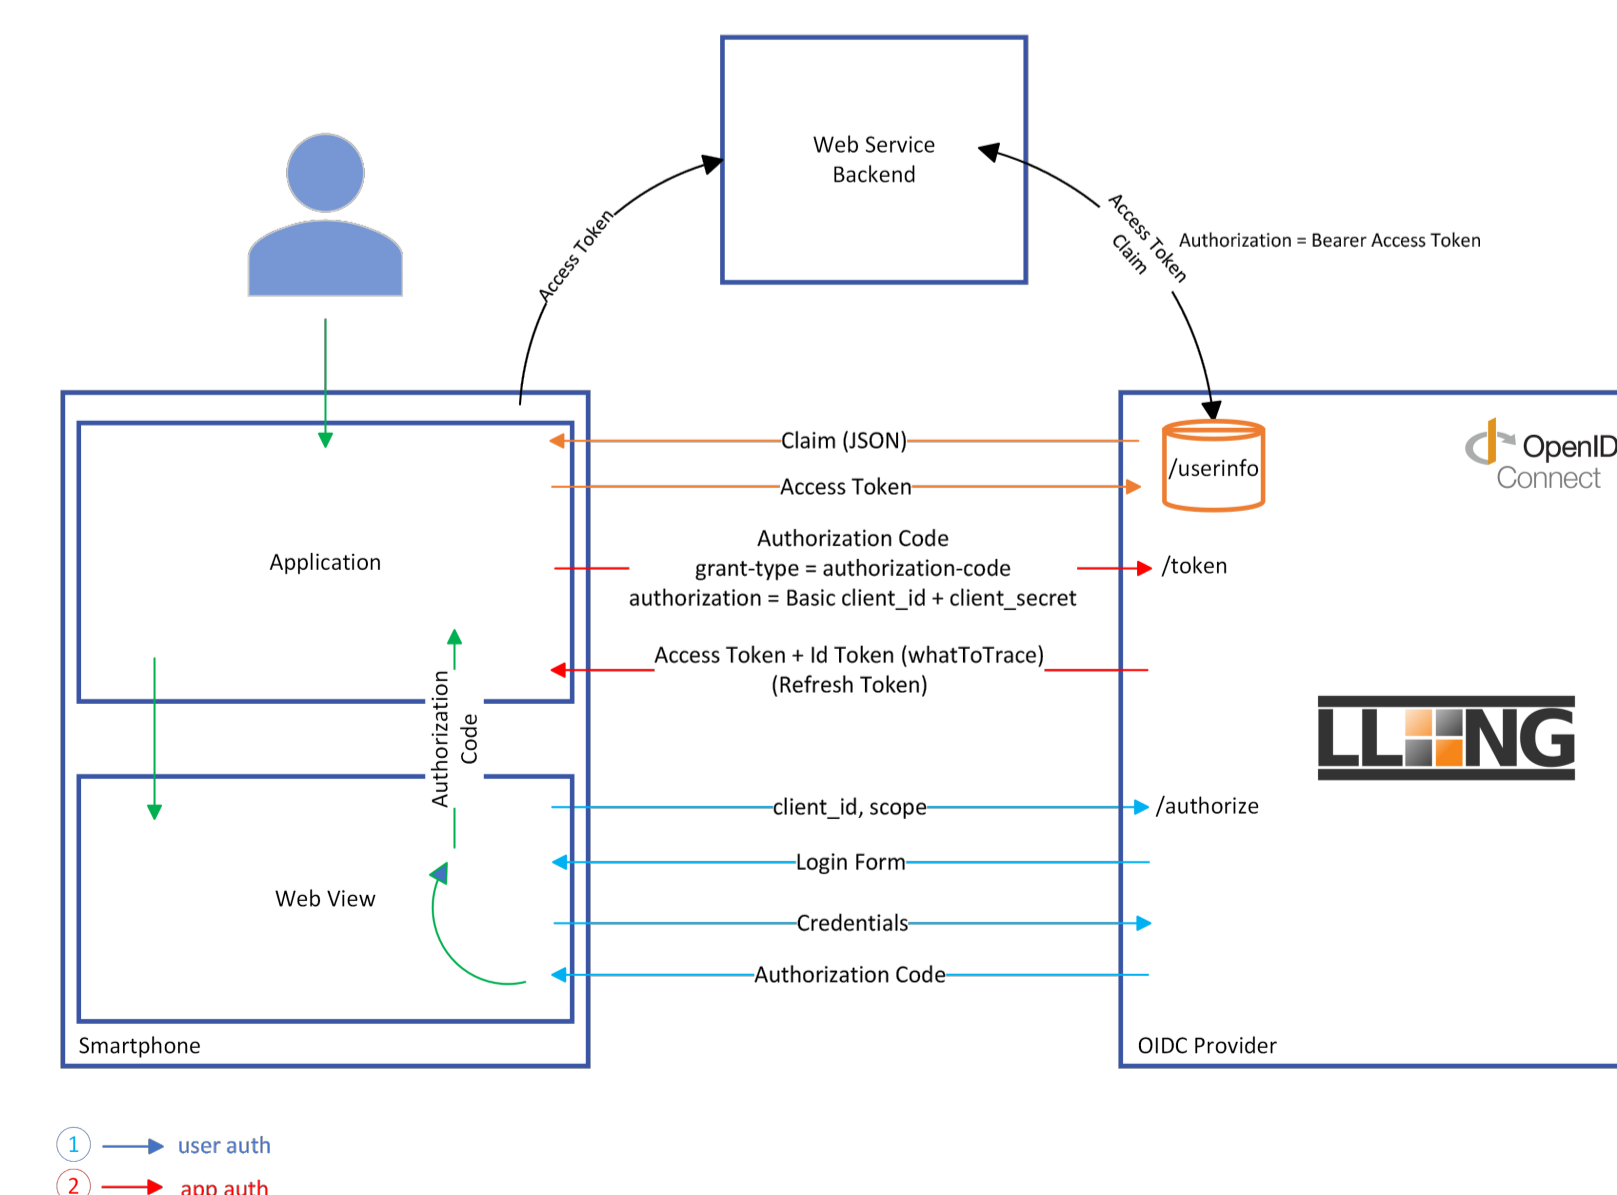 Web Service
Backend
Access Token
Access Token
Claim
Authorization = Bearer Access Token
Claim (JSON)
/userinfo
OpenID
Connect
Access Token
Application
Authorization Code
grant-type = authorization-code
authorization = Basic client_id + client_secret
/token
Access Token + Id Token (whatToTrace)
(Refresh Token)
Authorization
Code
LL NG
client_id, scope
/authorize
Login Form
Web View
Credentials
Authorization Code
Smartphone
OIDC Provider
1 user auth
2 app auth